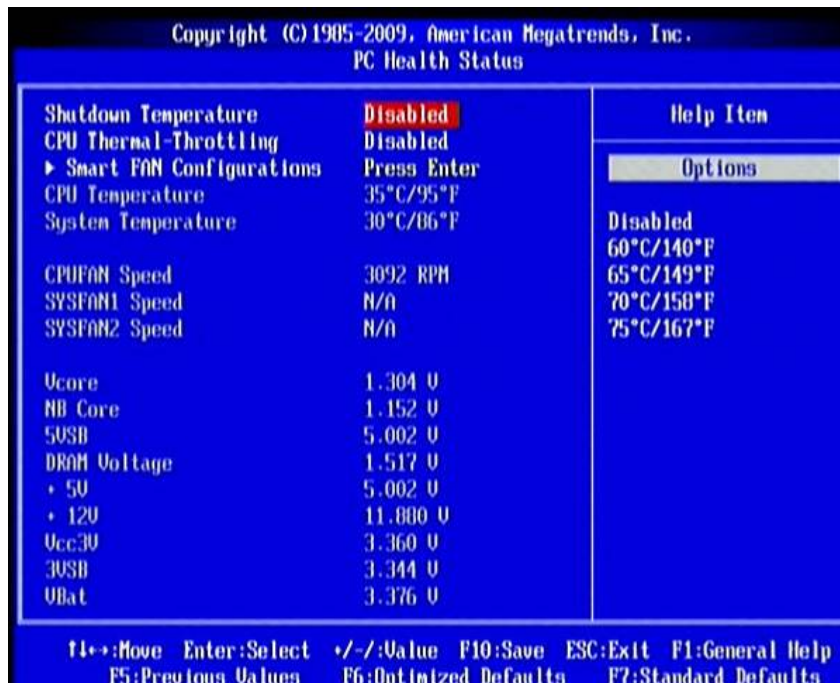 Copyright (C)1985-2009, American Megatrends, Inc.
PC Health Status
Shutdown Temperature Disabled
CPU Thermal-Throttling Disabled
▶ Smart FAN Configurations Press Enter
CPU Temperature 35°C/95°F
System Temperature 30°C/86°F
CPUFAN Speed 3092 RPM
SYSFAN1 Speed N/A
SYSFAN2 Speed N/A
Vcore 1.304 V
NB Core 1.152 V
5VSB 5.002 V
DRAM Voltage 1.517 V
+ 5V 5.002 V
+ 12V 11.880 V
Vcc3V 3.360 V
3VSB 3.344 V
VBat 3.376 V
Help Item
Options
Disabled
60°C/140°F
65°C/149°F
70°C/158°F
75°C/167°F
↑↓←→:Move Enter:Select +/-/:Value F10:Save ESC:Exit F1:General Help
F5:Previous Values F6:Optimized Defaults F7:Standard Defaults